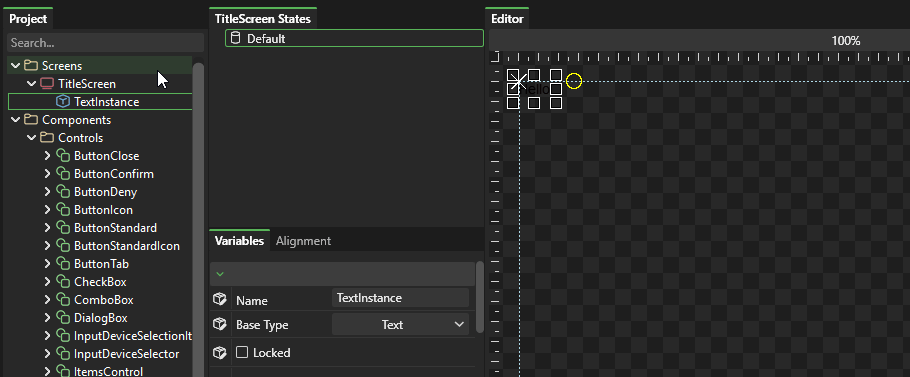 Project
Search...
Screens
TitleScreen
TextInstance
Components
Controls
ButtonClose
ButtonConfirm
ButtonDeny
ButtonIcon
ButtonStandard
ButtonStandardIcon
ButtonTab
CheckBox
ComboBox
DialogBox
InputDeviceSelectionIt
InputDeviceSelector
ItemsControl
TitleScreen States
Default
Variables Alignment
Name TextInstance
Base Type Text
Locked
Editor
100%